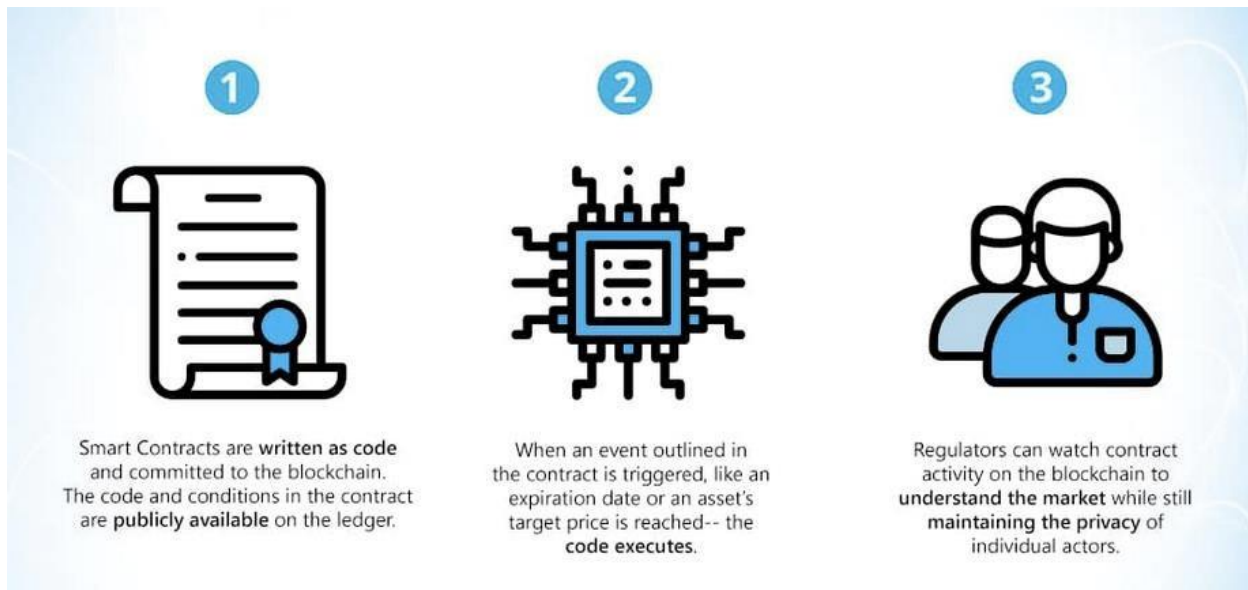 1
2
3
Smart Contracts are written as code
and committed to the blockchain.
The code and conditions in the contract
are publicly available on the ledger.
When an event outlined in
the contract is triggered, like an
expiration date or an asset's
target price is reached-- the
code executes.
Regulators can watch contract
activity on the blockchain to
understand the market while still
maintaining the privacy of
individual actors.